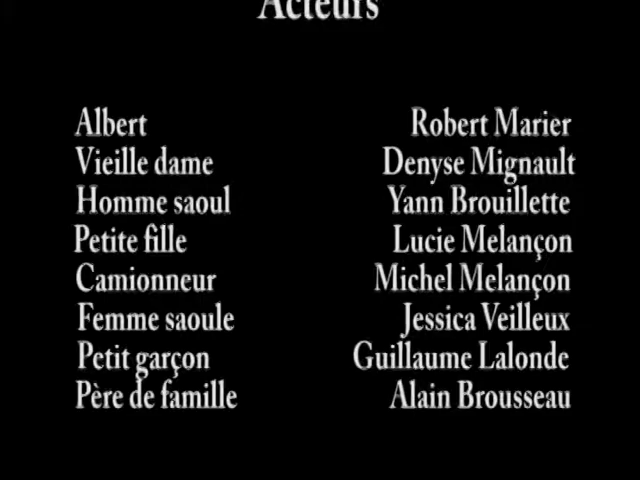 Acteurs
Albert Robert Marier
Vieille dame Denyse Mignault
Homme saoul Yann Brouillette
Petite fille Lucie Melançon
Camionneur Michel Melançon
Femme saoule Jessica Veilleux
Petit garçon Guillaume Lalonde
Père de famille Alain Brousseau